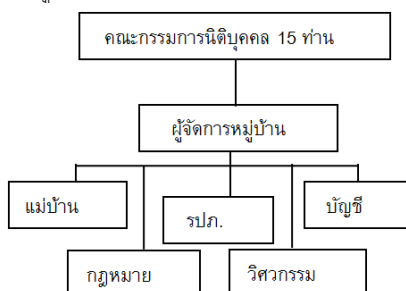 คณะกรรมการนิติบุคคล 15 ท่าน
ผู้จัดการหมู่บ้าน
แม่บ้าน
รปภ.
บัญชี
กฎหมาย
วิศวกรรม